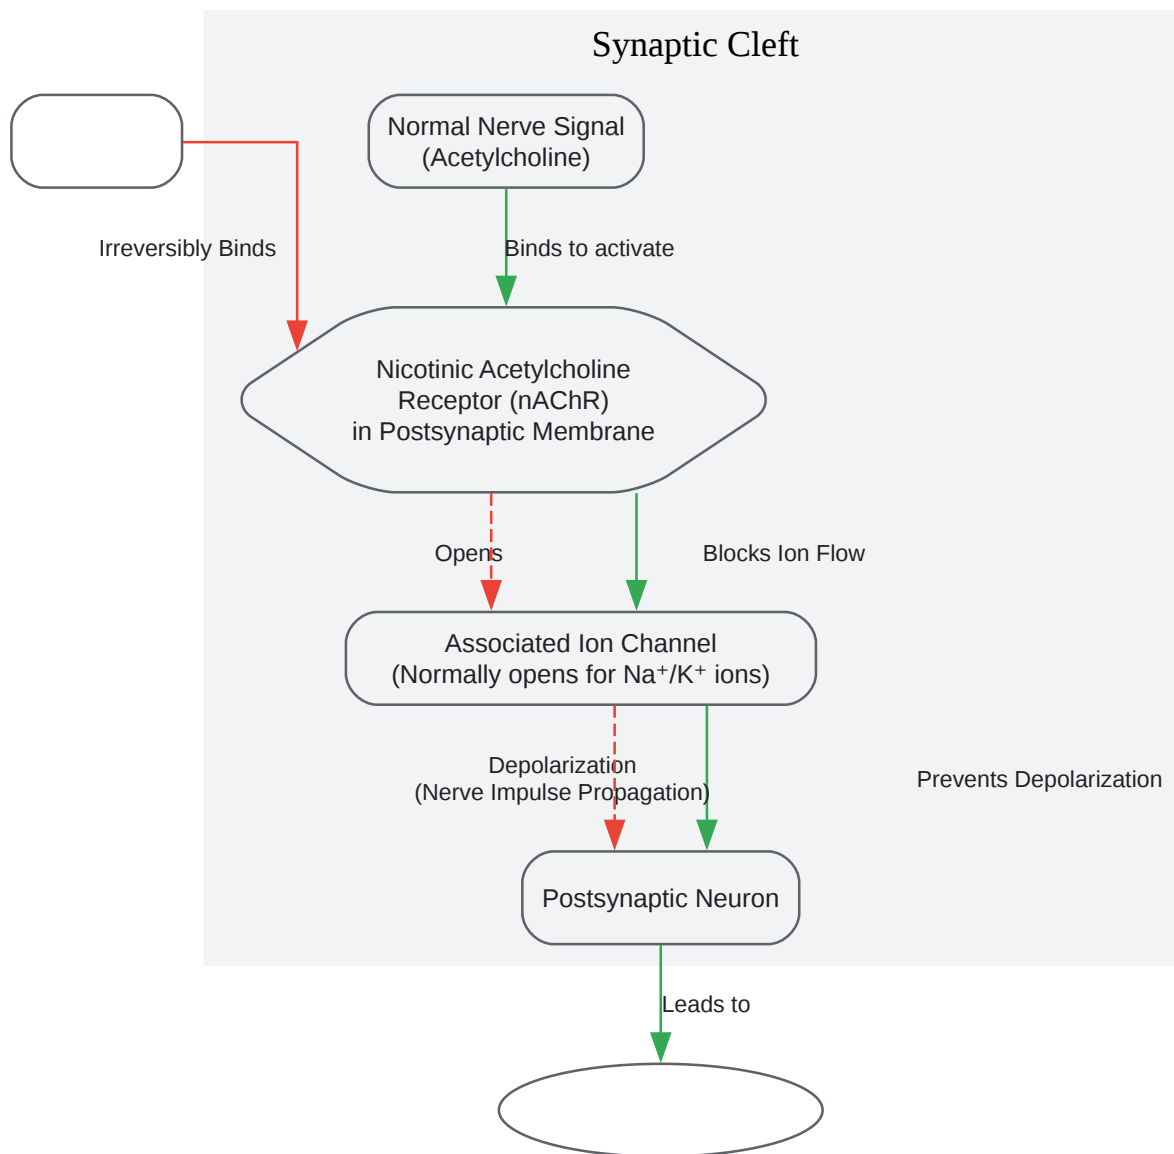 Synaptic Cleft
Normal Nerve Signal
(Acetylcholine)
Irreversibly Binds
Binds to activate
Nicotinic Acetylcholine
Receptor (nAChR)
in Postsynaptic Membrane
Opens
Blocks Ion Flow
Associated Ion Channel
(Normally opens for Na⁺/K⁺ ions)
Depolarization
(Nerve Impulse Propagation)
Prevents Depolarization
Postsynaptic Neuron
Leads to